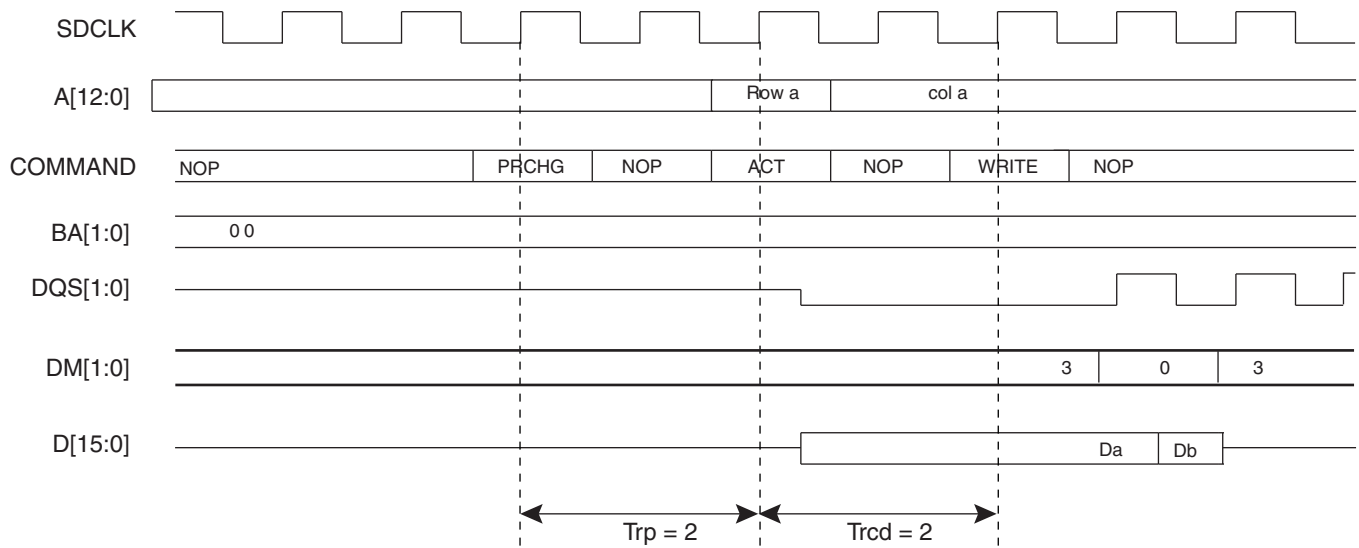 SDCLK
A[12:0] Row a col a
COMMAND NOP PRCHG NOP ACT NOP WRITE NOP
BA[1:0] 0 0
DQS[1:0]
DM[1:0] 3 0 3
D[15:0] Da Db
Trp = 2 Trcd = 2